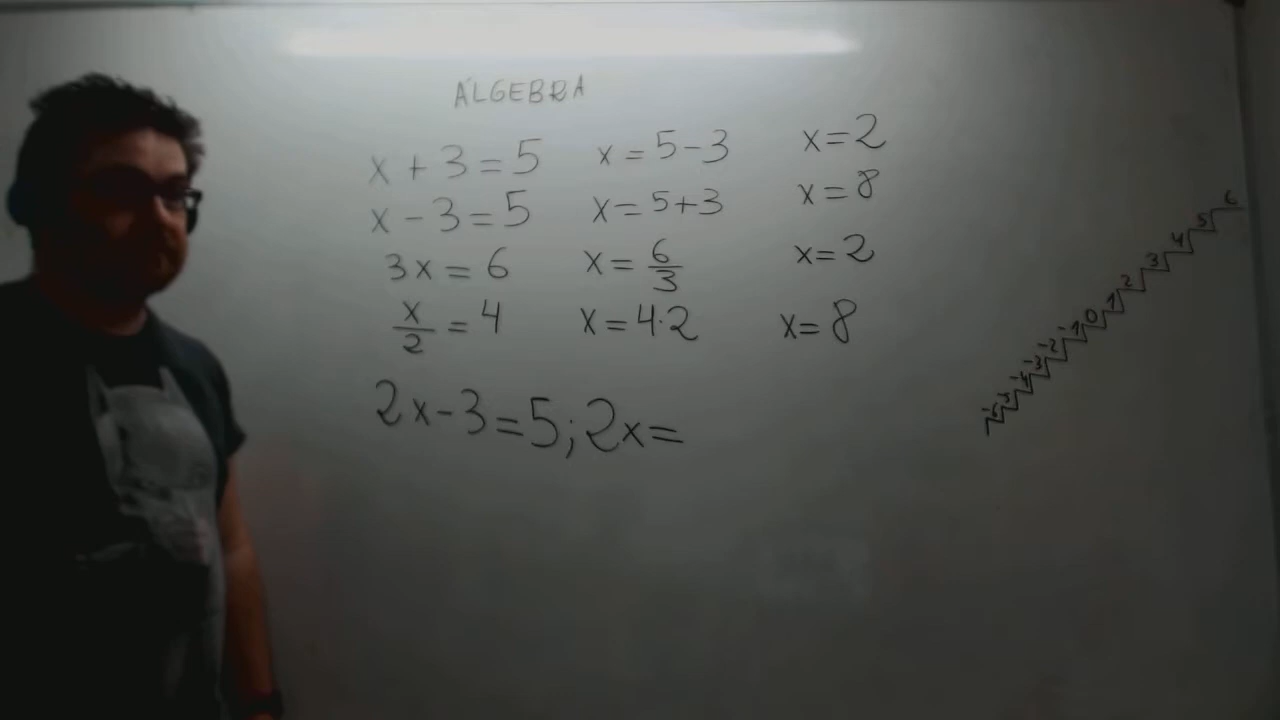 ÁLGEBRA
x + 3 = 5 x = 5 - 3 x = 2
x - 3 = 5 x = 5 + 3 x = 8
3x = 6 x = 6/3 x = 2
x/2 = 4 x = 4·2 x = 8
2x - 3 = 5; 2x =
6
5
4
3
2
1
0
-1
-2
-3
-4